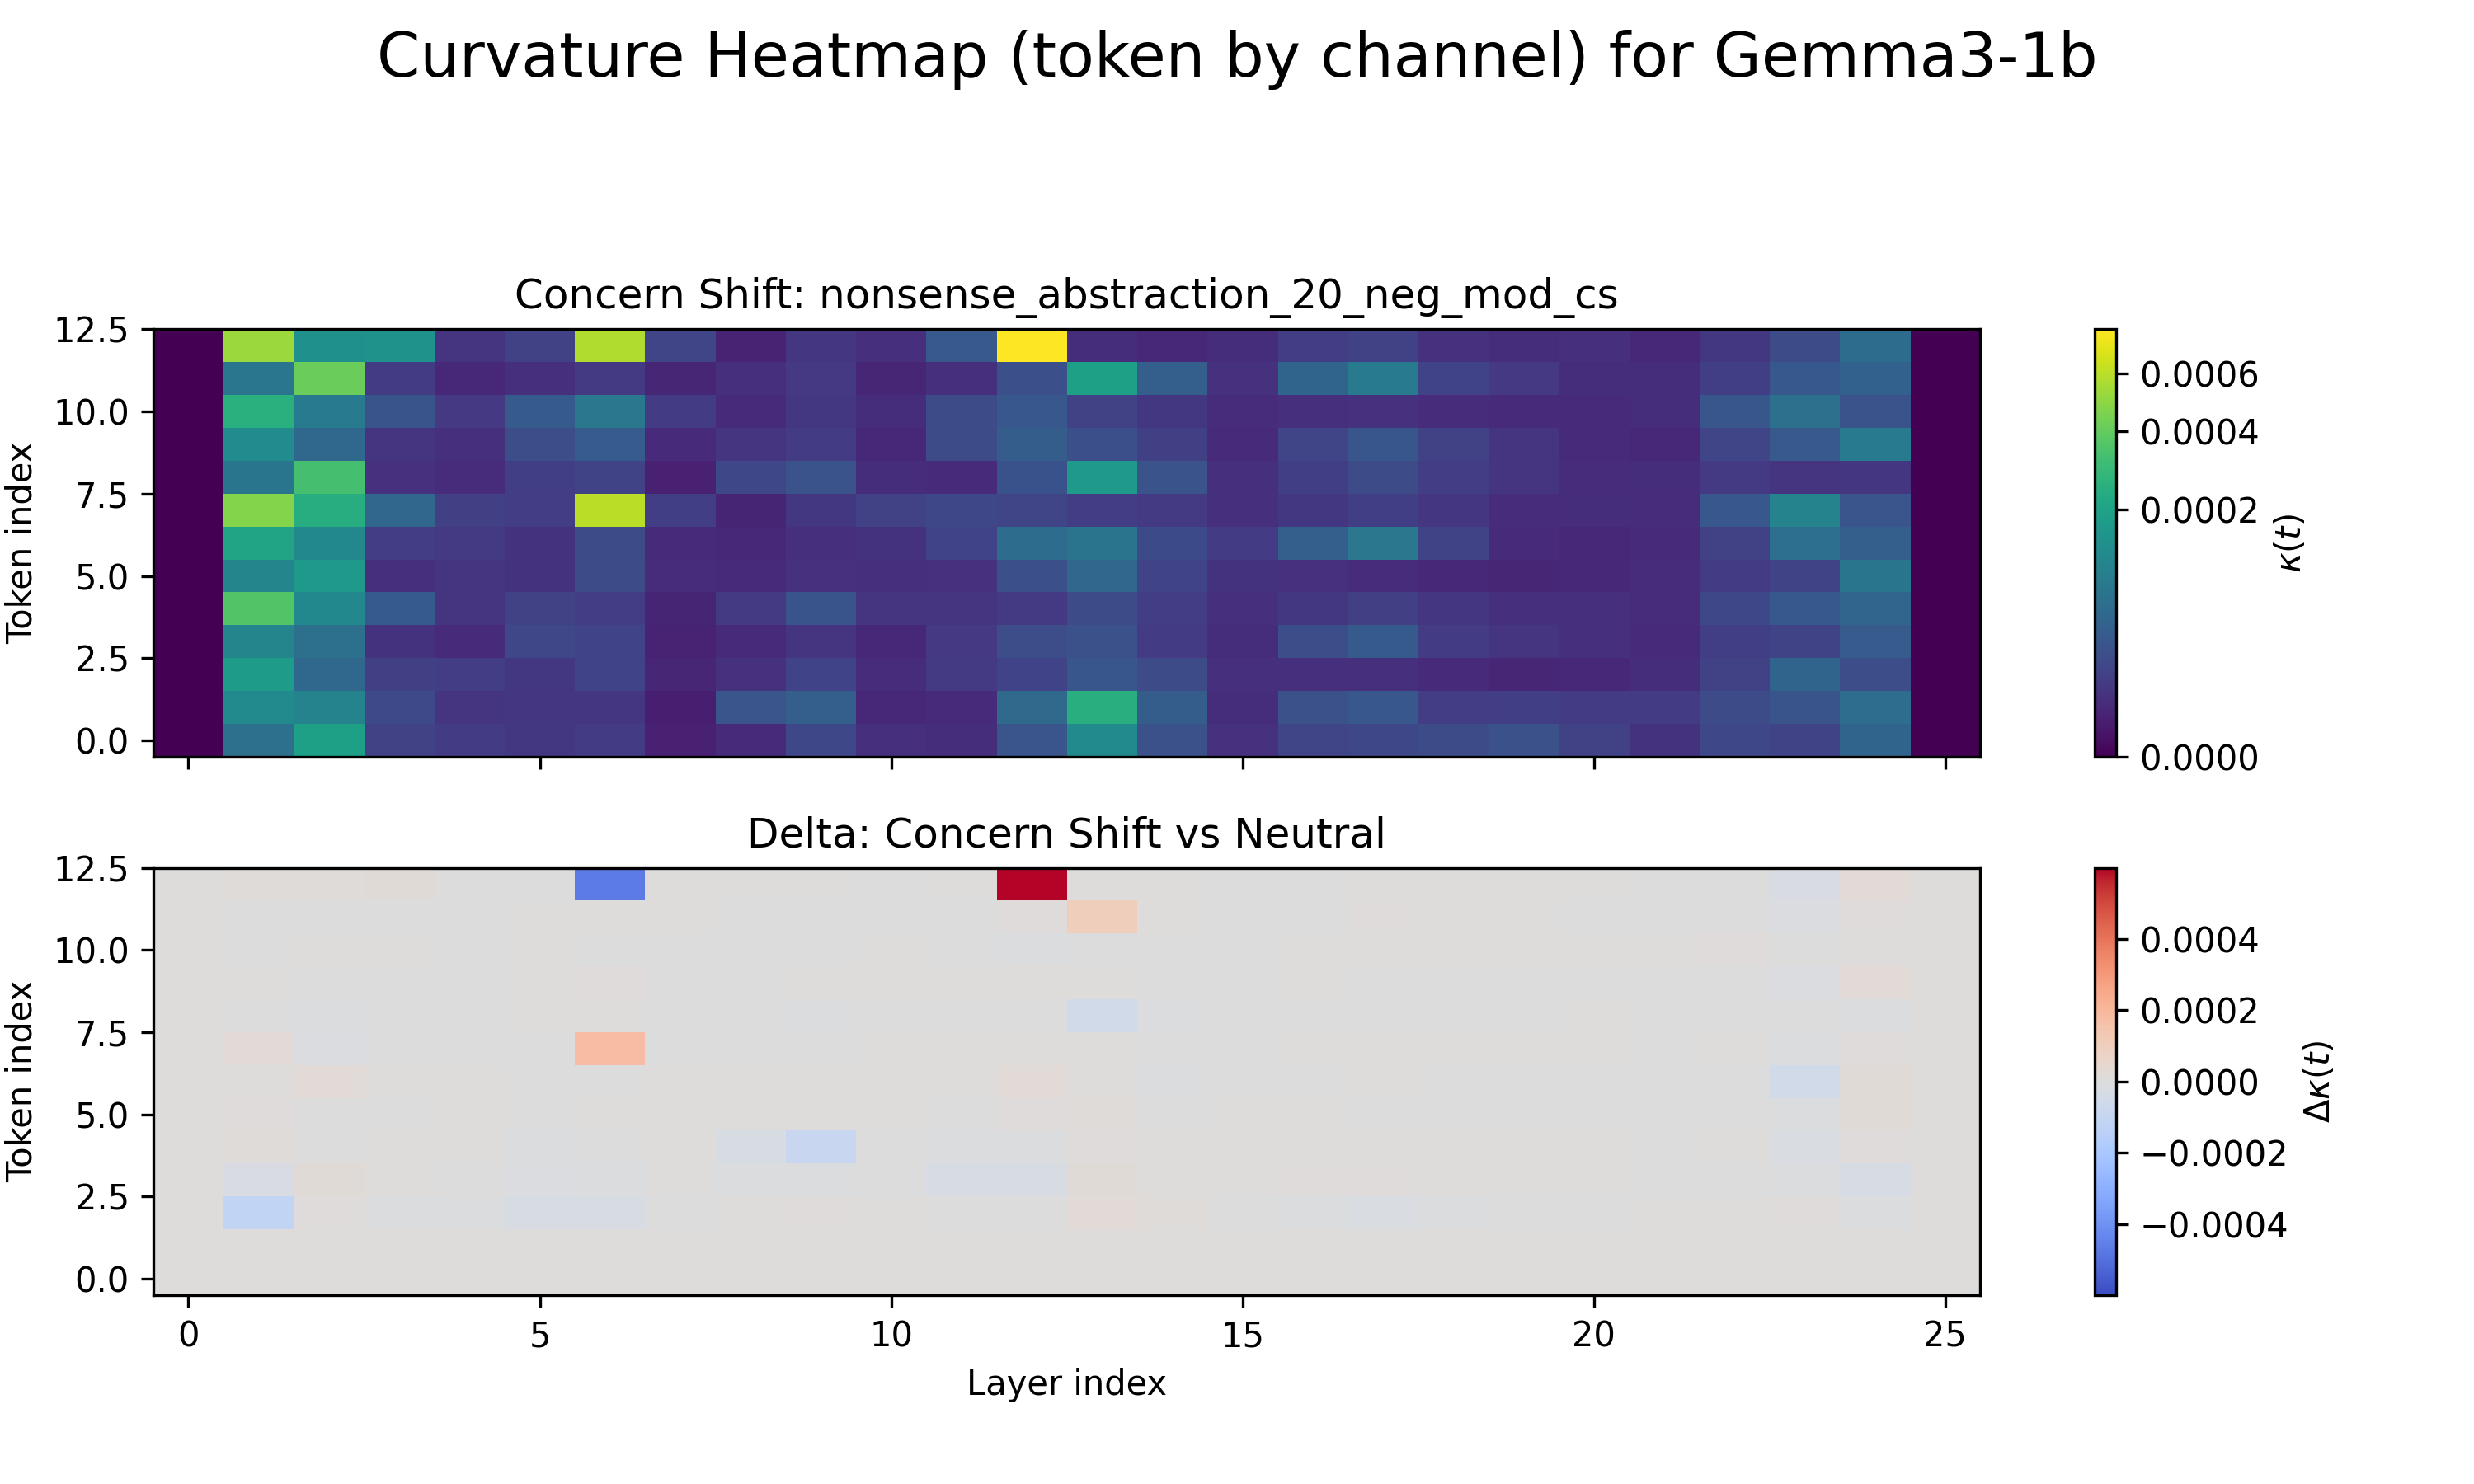 Curvature Heatmap (token by channel) for Gemma3-1b
Concern Shift: nonsense_abstraction_20_neg_mod_cs
12.5
10.0
7.5
5.0
2.5
0.0
Token index
0.0006
0.0004
0.0002
0.0000
κ(t)
Delta: Concern Shift vs Neutral
12.5
10.0
7.5
5.0
2.5
0.0
Token index
0 5 10 15 20 25
Layer index
0.0004
0.0002
0.0000
−0.0002
−0.0004
Δκ(t)